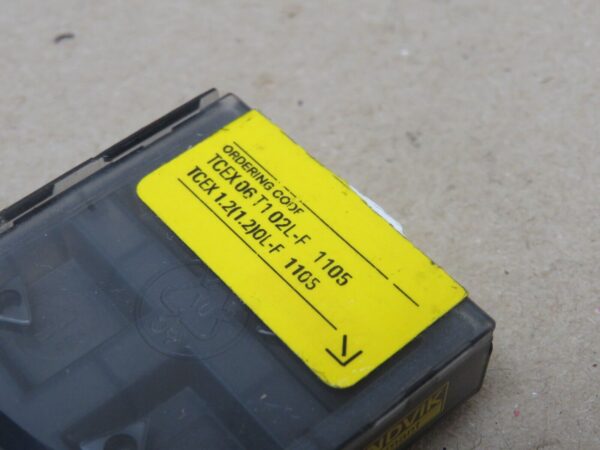 ORDERING CODE
TCEX 06 T1 02L-F 1105
TCEX 1.2(1.2)0L-F 1105